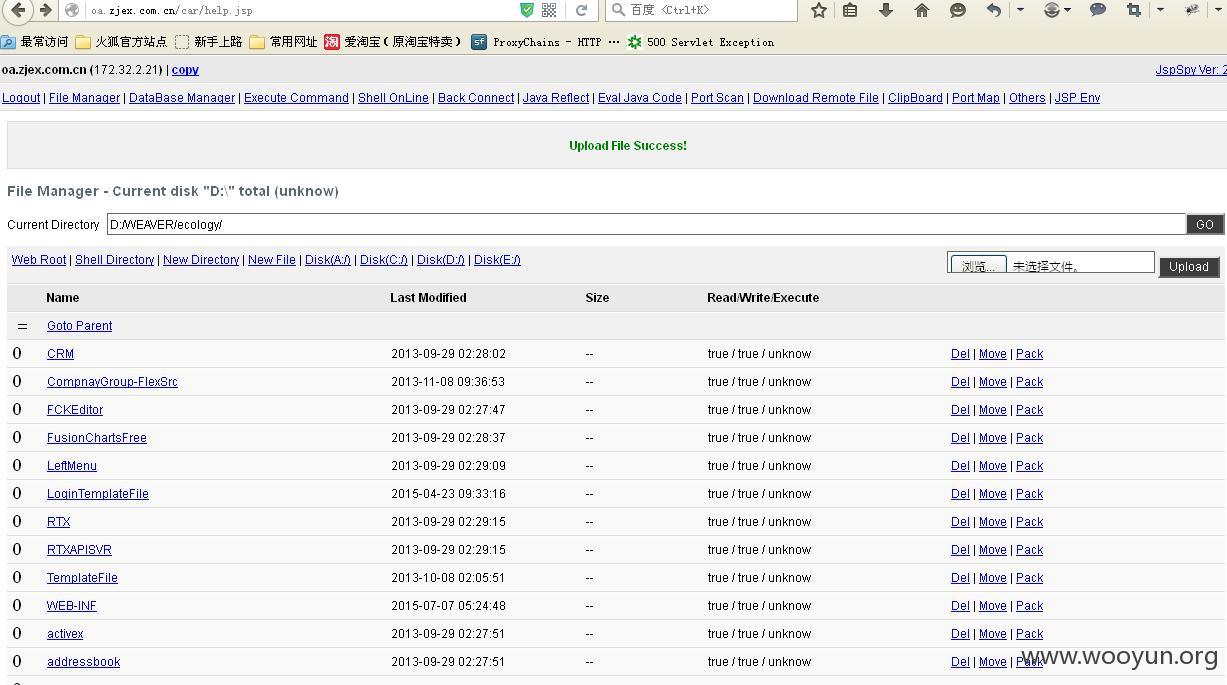 oa.zjex.com.cn/car/help.jsp
百度 <Ctrl+K>
最常访问 火狐官方站点 新手上路 常用网址 淘 爱淘宝（原淘宝特卖） sf ProxyChains - HTTP ... 500 Servlet Exception
oa.zjex.com.cn (172.32.2.21) | copy JspSpy Ver: 2
Logout | File Manager | DataBase Manager | Execute Command | Shell OnLine | Back Connect | Java Reflect | Eval Java Code | Port Scan | Download Remote File | ClipBoard | Port Map | Others | JSP Env
Upload File Success!
File Manager - Current disk "D:\" total (unknow)
Current Directory D:/WEAVER/ecology/ GO
Web Root | Shell Directory | New Directory | New File | Disk(A:/) | Disk(C:/) | Disk(D:/) | Disk(E:/) 浏览... 未选择文件。 Upload
Name Last Modified Size Read/Write/Execute
= Goto Parent
0 CRM 2013-09-29 02:28:02 -- true / true / unknow Del | Move | Pack
0 CompnayGroup-FlexSrc 2013-11-08 09:36:53 -- true / true / unknow Del | Move | Pack
0 FCKEditor 2013-09-29 02:27:47 -- true / true / unknow Del | Move | Pack
0 FusionChartsFree 2013-09-29 02:28:37 -- true / true / unknow Del | Move | Pack
0 LeftMenu 2013-09-29 02:29:09 -- true / true / unknow Del | Move | Pack
0 LoginTemplateFile 2015-04-23 09:33:16 -- true / true / unknow Del | Move | Pack
0 RTX 2013-09-29 02:29:15 -- true / true / unknow Del | Move | Pack
0 RTXAPISVR 2013-09-29 02:29:15 -- true / true / unknow Del | Move | Pack
0 TemplateFile 2013-10-08 02:05:51 -- true / true / unknow Del | Move | Pack
0 WEB-INF 2015-07-07 05:24:48 -- true / true / unknow Del | Move | Pack
0 activex 2013-09-29 02:27:51 -- true / true / unknow Del | Move | Pack
0 addressbook 2013-09-29 02:27:51 -- true / true / unknow Del | Move | Pack
www.wooyun.org